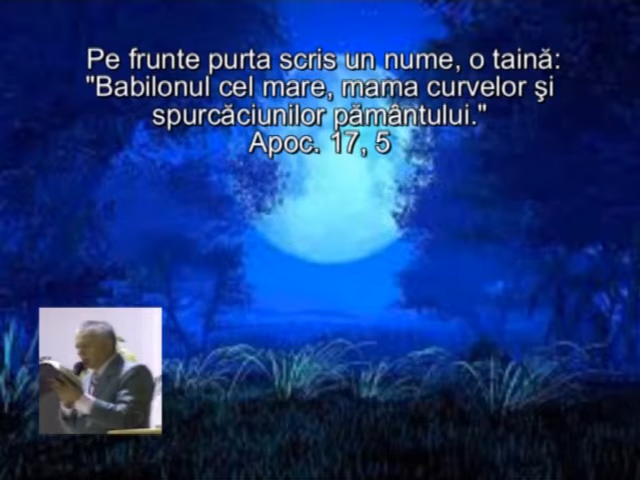 Pe frunte purta scris un nume, o taină:
"Babilonul cel mare, mama curvelor şi
spurcăciunilor pământului."
Apoc. 17, 5